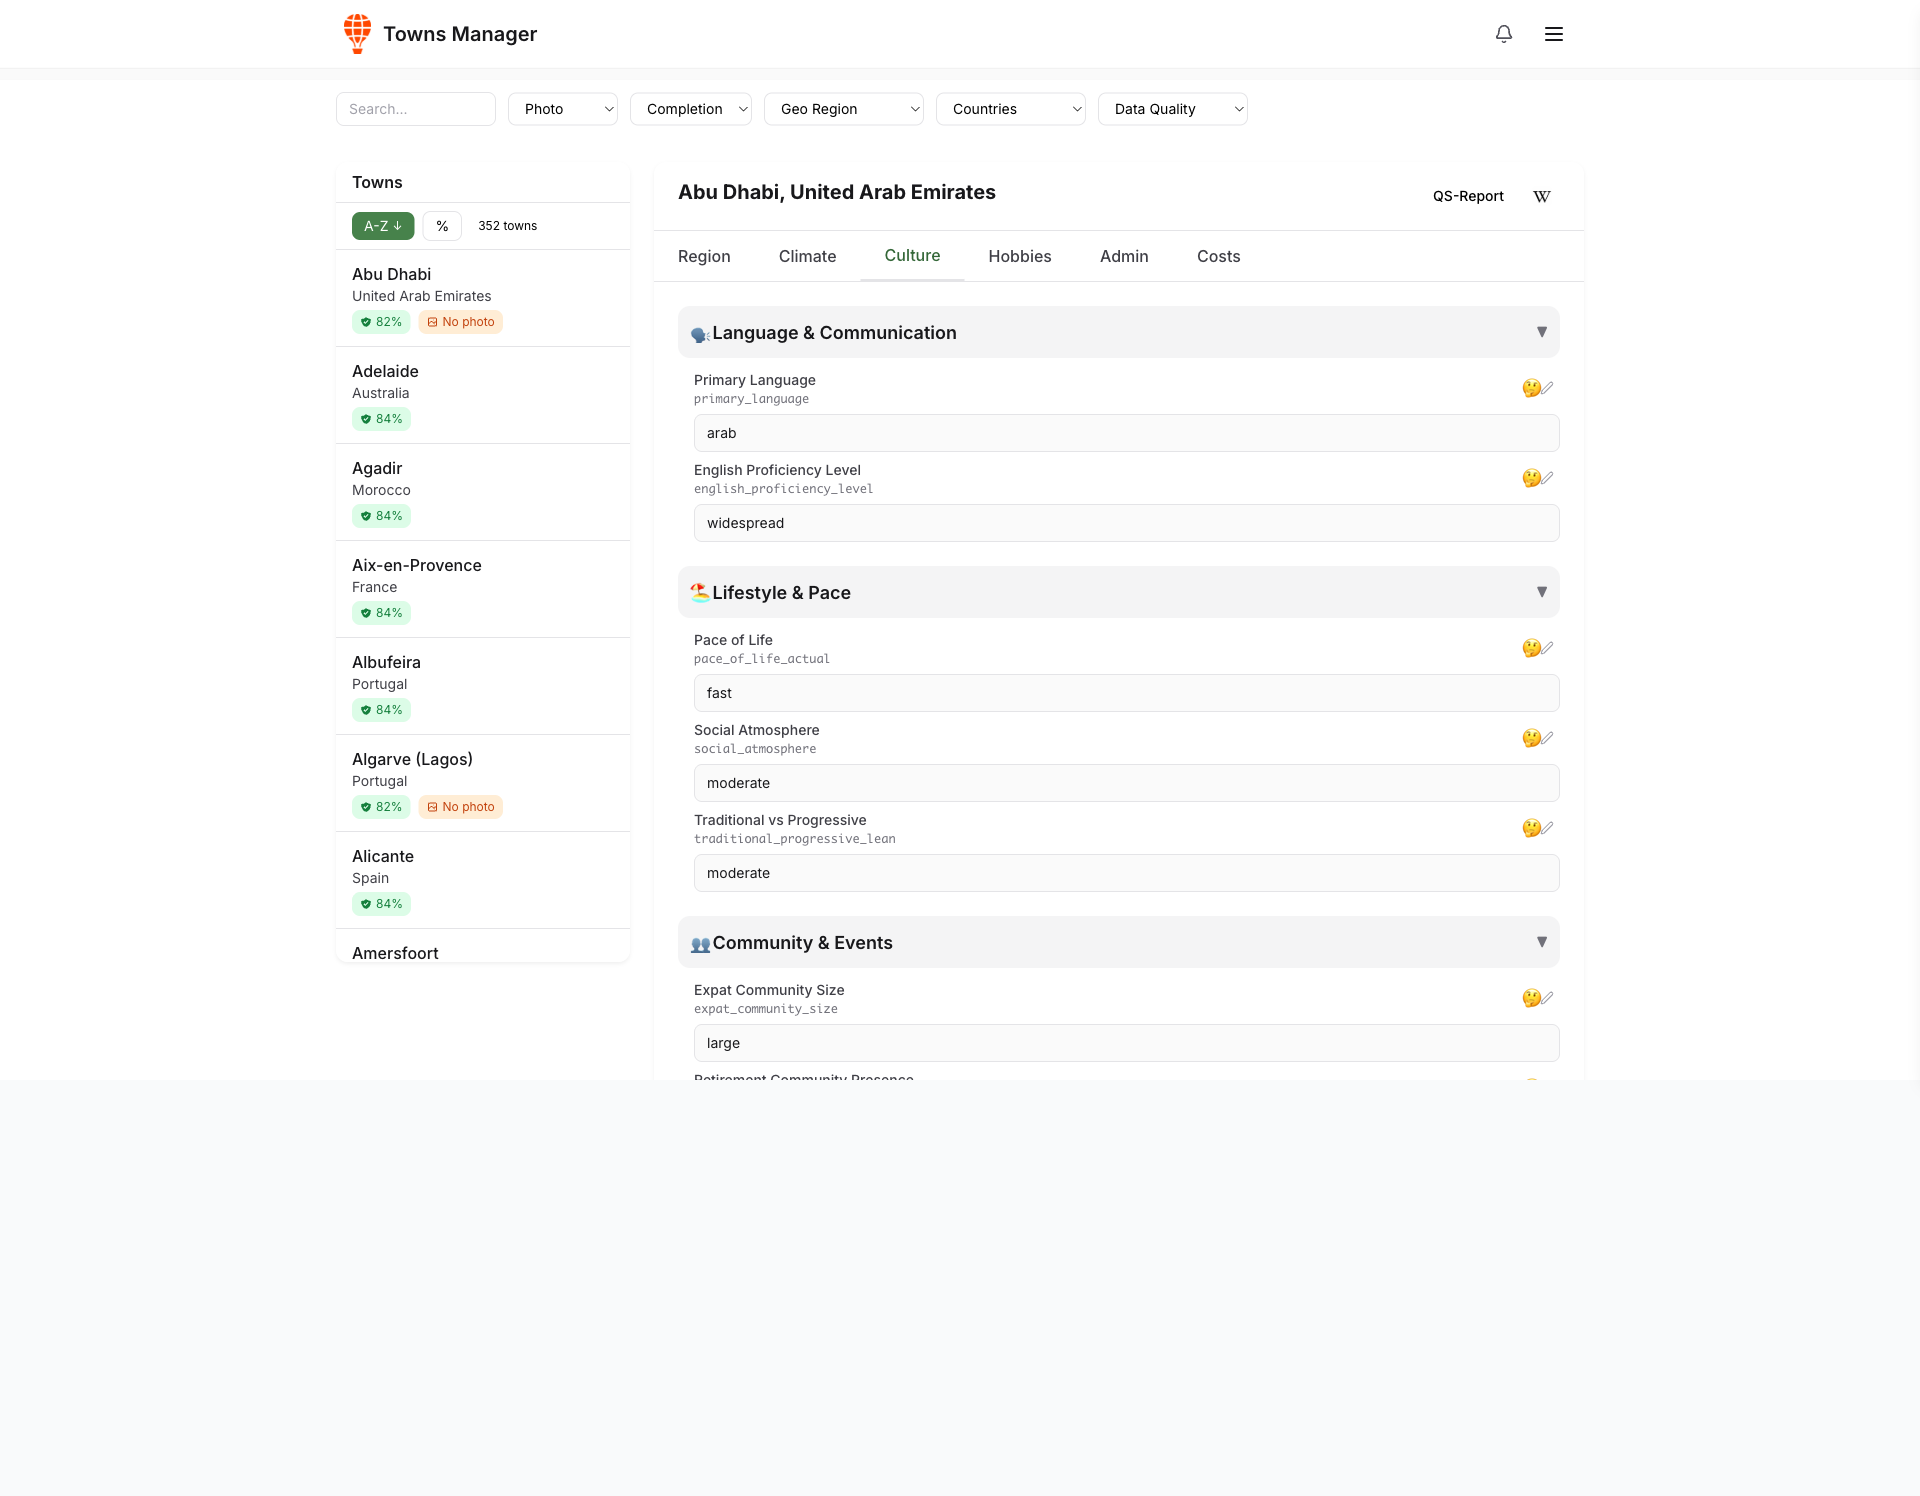 Towns Manager
Search...
Photo
Completion
Geo Region
Countries
Data Quality
Towns
A-Z ↓
%
352 towns
Abu Dhabi
United Arab Emirates
82%
No photo
Adelaide
Australia
84%
Agadir
Morocco
84%
Aix-en-Provence
France
84%
Albufeira
Portugal
84%
Algarve (Lagos)
Portugal
82%
No photo
Alicante
Spain
84%
Amersfoort
Abu Dhabi, United Arab Emirates
QS-Report
W
Region
Climate
Culture
Hobbies
Admin
Costs
Language & Communication
Primary Language
primary_language
arab
English Proficiency Level
english_proficiency_level
widespread
Lifestyle & Pace
Pace of Life
pace_of_life_actual
fast
Social Atmosphere
social_atmosphere
moderate
Traditional vs Progressive
traditional_progressive_lean
moderate
Community & Events
Expat Community Size
expat_community_size
large
Retirement Community Presence